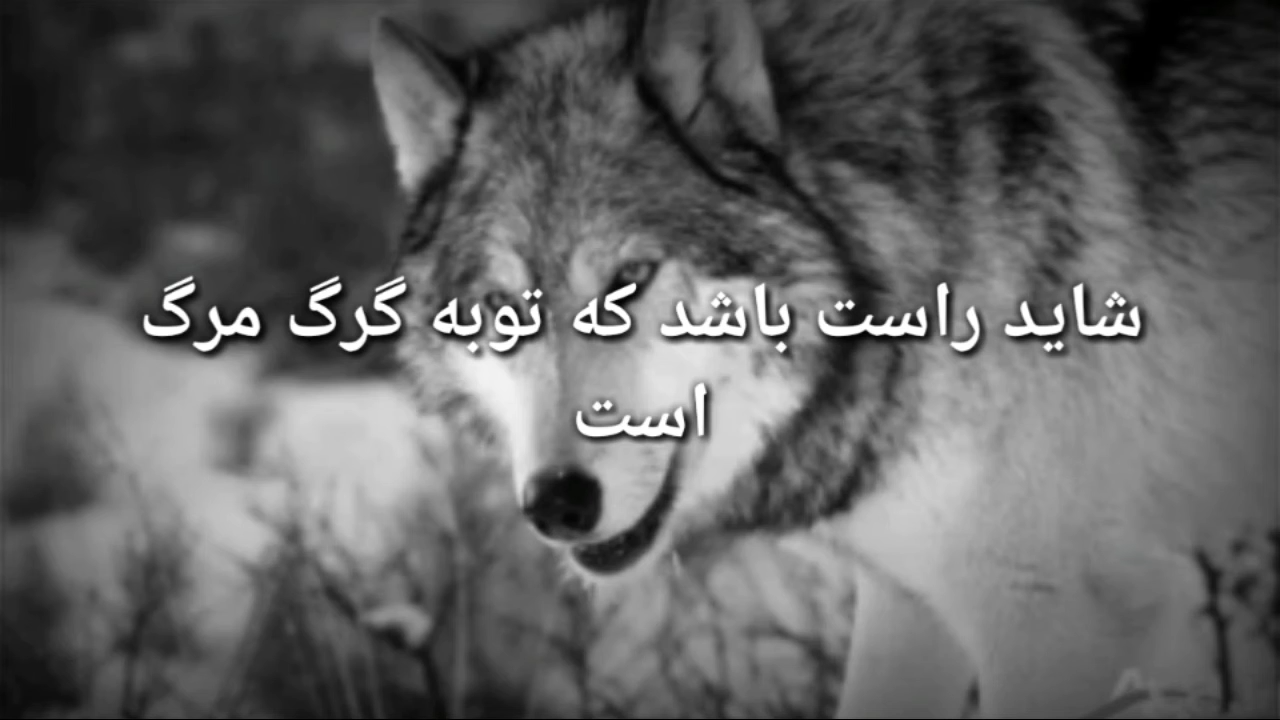 شاید راست باشد که توبه گرگ مرگ
است